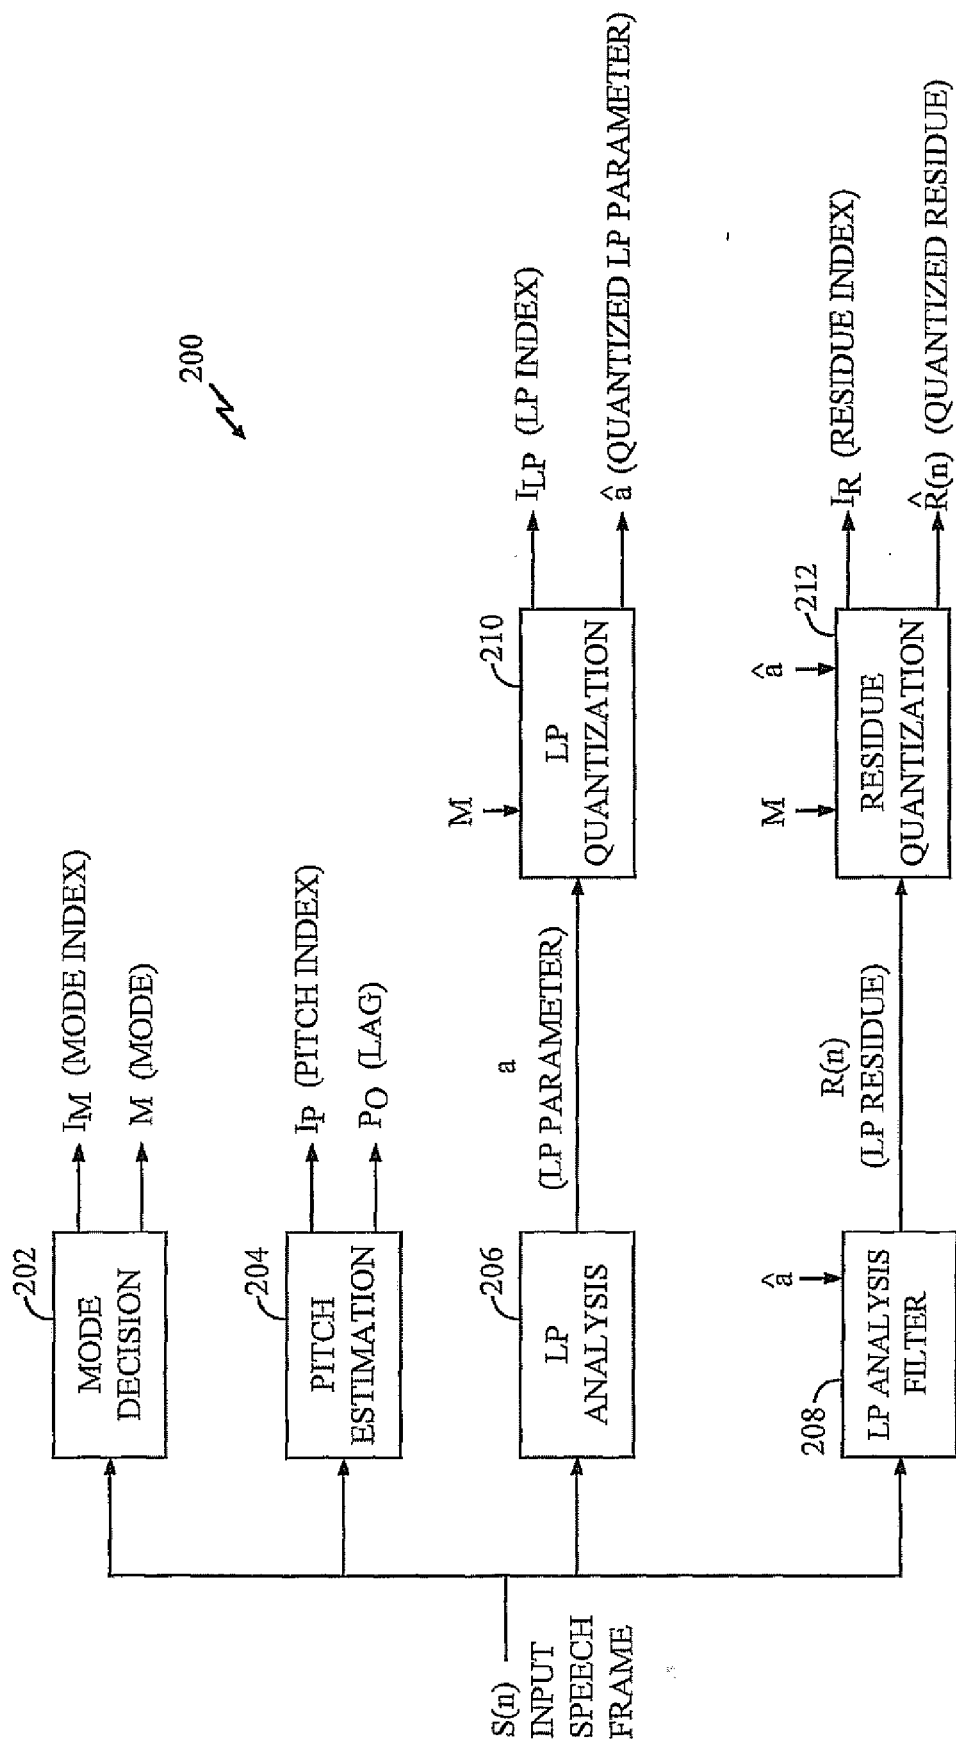 200
202
MODE
DECISION
I_M (MODE INDEX)
M (MODE)
204
PITCH
ESTIMATION
I_P (PITCH INDEX)
P_O (LAG)
S(n)
INPUT
SPEECH
FRAME
206
LP
ANALYSIS
a
(LP PARAMETER)
M
210
LP
QUANTIZATION
I_LP (LP INDEX)
â (QUANTIZED LP PARAMETER)
208
â
LP ANALYSIS
FILTER
R(n)
(LP RESIDUE)
M
â
212
RESIDUE
QUANTIZATION
I_R (RESIDUE INDEX)
R̂(n) (QUANTIZED RESIDUE)